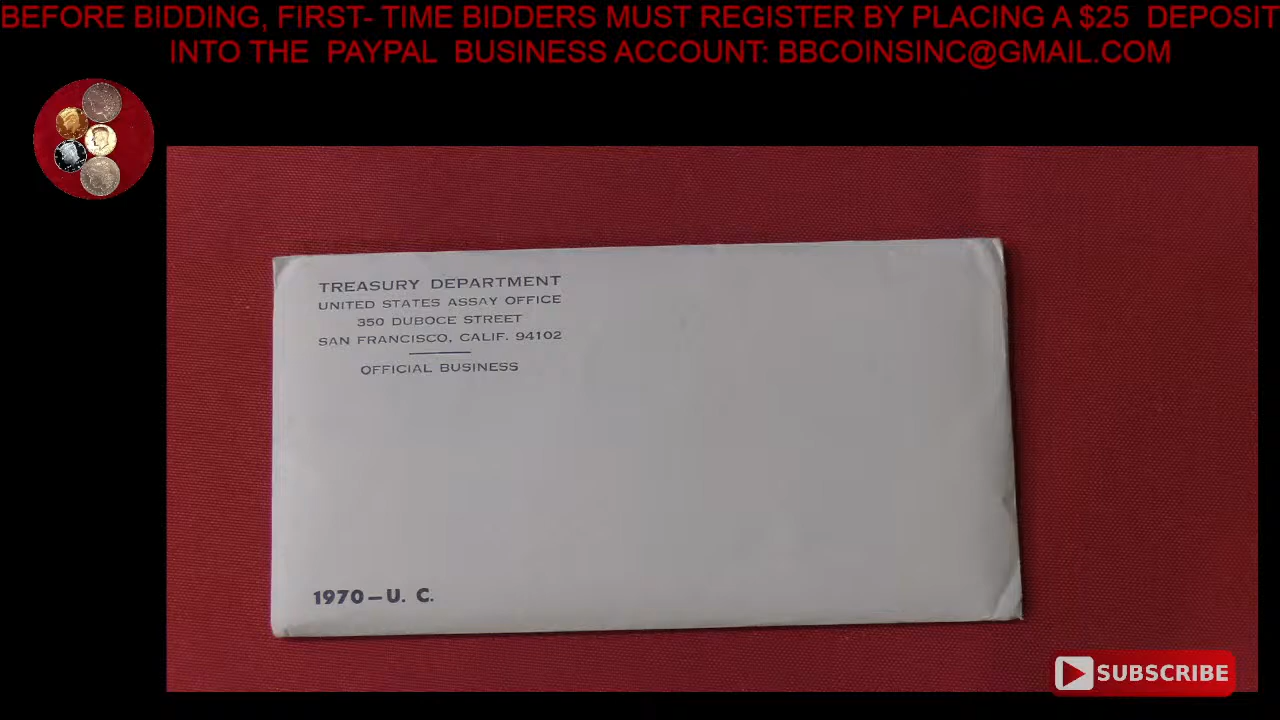 BEFORE BIDDING, FIRST- TIME BIDDERS MUST REGISTER BY PLACING A $25 DEPOSIT
INTO THE PAYPAL BUSINESS ACCOUNT: BBCOINSINC@GMAIL.COM
TREASURY DEPARTMENT
UNITED STATES ASSAY OFFICE
350 DUBOCE STREET
SAN FRANCISCO, CALIF. 94102
OFFICIAL BUSINESS
1970—U. C.
SUBSCRIBE